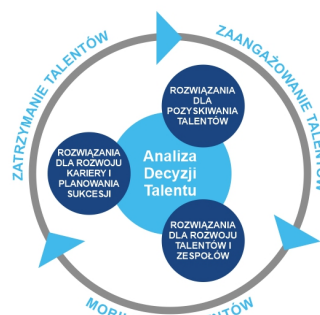 ZATRZYMANIE TALENTÓW
ZAANGAŻOWANIE TALENTÓW
ROZWIĄZANIA
DLA
POZYSKIWANIA
TALENTÓW
ROZWIĄZANIA
DLA ROZWOJU
KARIERY I
PLANOWANIA
SUKCESJI
Analiza
Decyzji
Talentu
ROZWIĄZANIA
DLA ROZWOJU
TALENTÓW I
ZESPOŁÓW